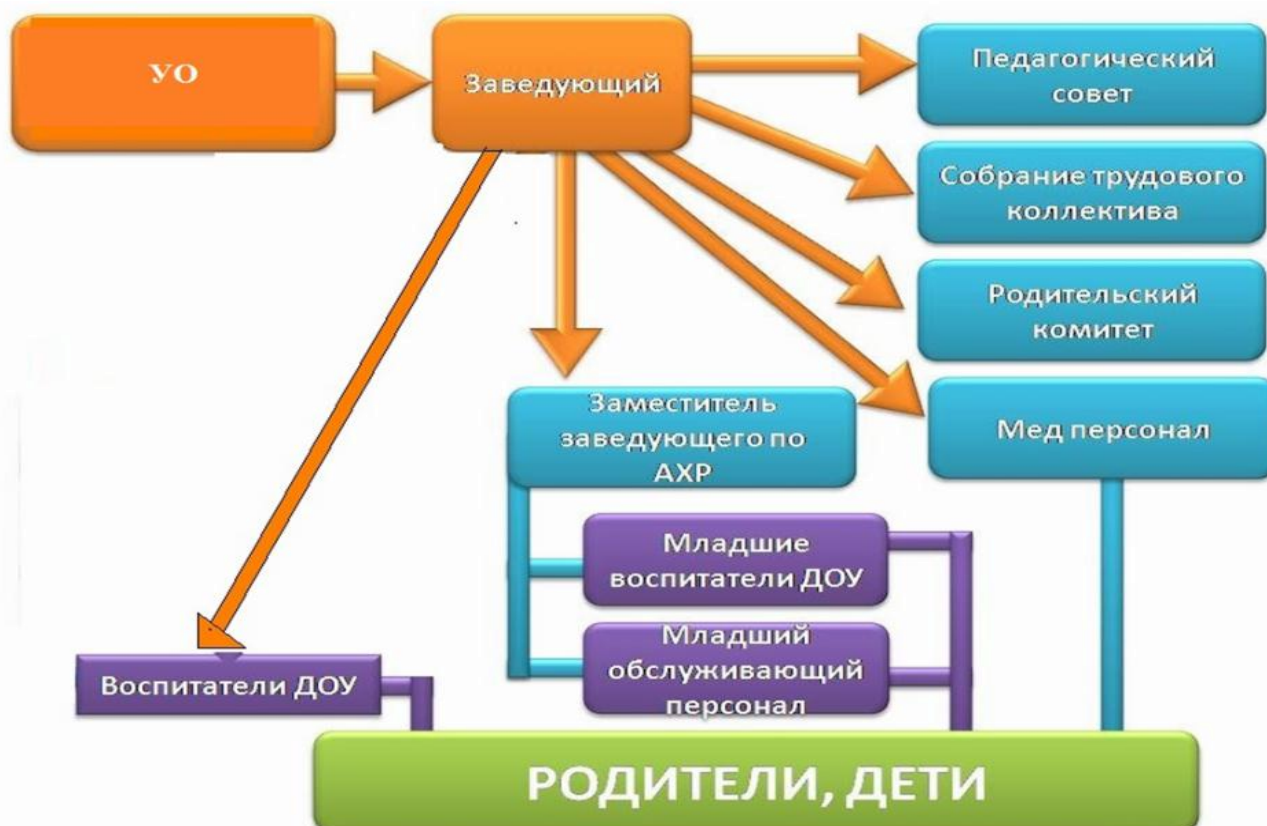 УО
Заведующий
Педагогический
совет
Собрание трудового
коллектива
Родительский
комитет
Мед персонал
Заместитель
заведующего по
АХР
Младшие
воспитатели ДОУ
Младший
обслуживающий
персонал
Воспитатели ДОУ
РОДИТЕЛИ, ДЕТИ